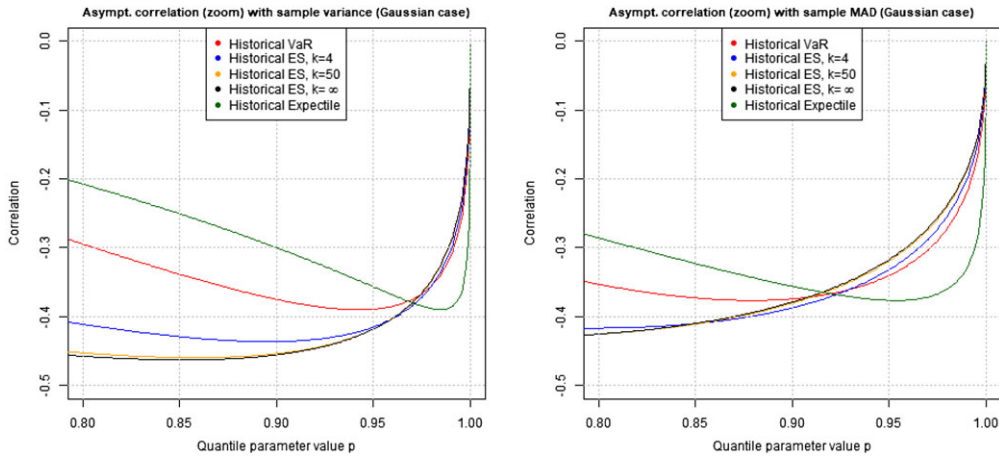 Asympt. correlation (zoom) with sample variance (Gaussian case)
Correlation
0.0
-0.1
-0.2
-0.3
-0.4
-0.5
Historical VaR
Historical ES, k=4
Historical ES, k=50
Historical ES, k= ∞
Historical Expectile
0.80
0.85
0.90
0.95
1.00
Quantile parameter value p
Asympt. correlation (zoom) with sample MAD (Gaussian case)
Correlation
0.0
-0.1
-0.2
-0.3
-0.4
-0.5
Historical VaR
Historical ES, k=4
Historical ES, k=50
Historical ES, k= ∞
Historical Expectile
0.80
0.85
0.90
0.95
1.00
Quantile parameter value p